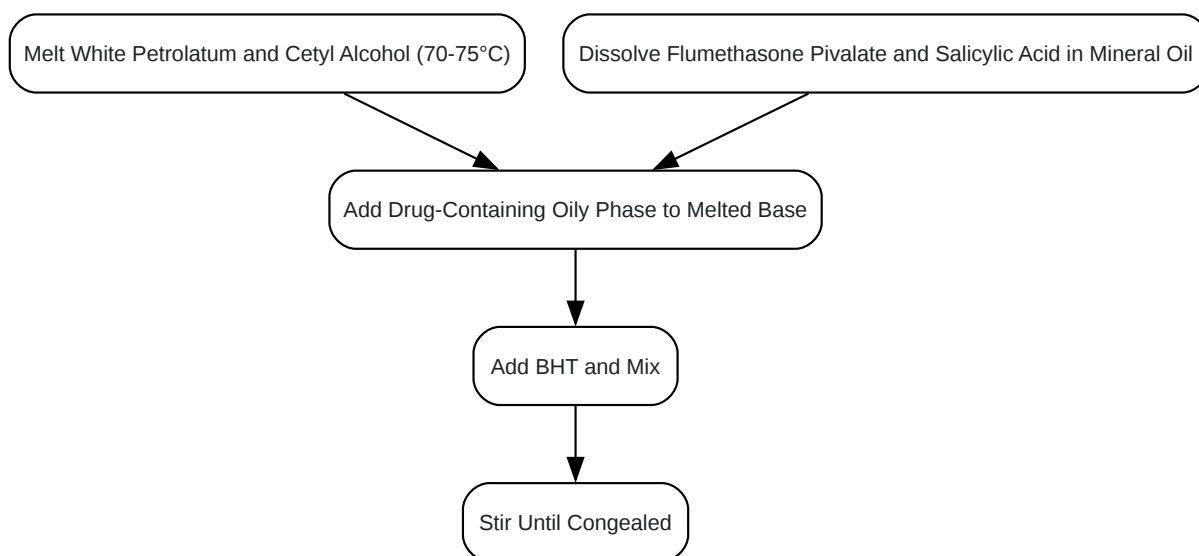 Melt White Petrolatum and Cetyl Alcohol (70-75°C)
Dissolve Flumethasone Pivalate and Salicylic Acid in Mineral Oil
Add Drug-Containing Oily Phase to Melted Base
Add BHT and Mix
Stir Until Congealed